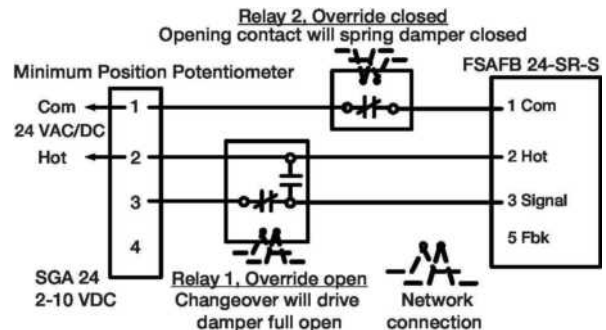 Relay 2, Override closed
Opening contact will spring damper closed
Minimum Position Potentiometer
FSAFB 24-SR-S
Com
1
1 Com
24 VAC/DC
Hot
2
2 Hot
3
3 Signal
4
5 Fbk
SGA 24
2-10 VDC
Relay 1, Override open
Changeover will drive
damper full open
Network
connection